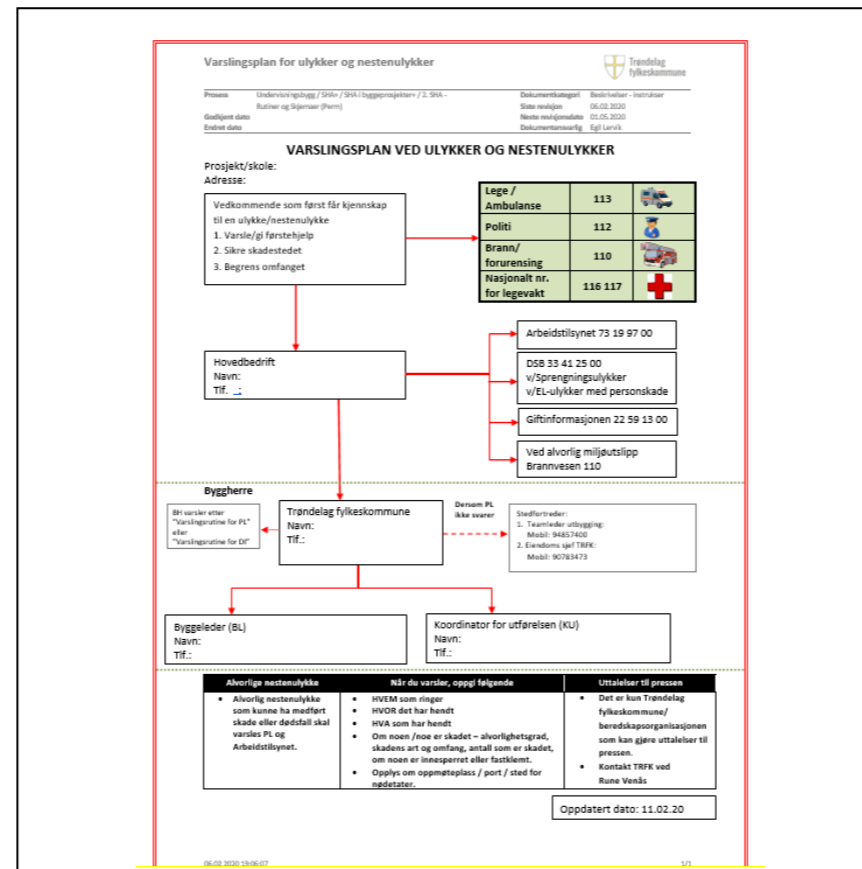 Varslingsplan for ulykker og nestenulykker
Trøndelag
fylkeskommune
Prosess
Undervisningsbygg / SHA+ / SHA i byggeprosjekter+ / 2. SHA -
Rutiner og Skjemaer (Perm)
Godkjent dato
Endret dato
Dokumentkategori Beskrivelser - instrukser
Siste revisjon 06.02.2020
Neste revisjonsdato 01.05.2020
Dokumentansvarlig Egil Lervik
VARSLINGSPLAN VED ULYKKER OG NESTENULYKKER
Prosjekt/skole:
Adresse:
Vedkommende som først får kjennskap
til en ulykke/nestenulykke
1. Varsle/gi førstehjelp
2. Sikre skadestedet
3. Begrens omfanget
Lege /
Ambulanse 113
Politi 112
Brann/
forurensing 110
Nasjonalt nr.
for legevakt 116 117
Arbeidstilsynet 73 19 97 00
Hovedbedrift
Navn:
Tlf. :
DSB 33 41 25 00
v/Sprengningsulykker
v/EL-ulykker med personskade
Giftinformasjonen 22 59 13 00
Ved alvorlig miljøutslipp
Brannvesen 110
Byggherre
BH varsler etter
"Varslingsrutine for PL"
eller
"Varslingsrutine for DI"
Trøndelag fylkeskommune
Navn:
Tlf.:
Dersom PL
ikke svarer
Stedfortreder:
1. Teamleder utbygging:
Mobil: 94857400
2. Eiendoms sjef TRFK:
Mobil: 90783473
Byggeleder (BL)
Navn:
Tlf.:
Koordinator for utførelsen (KU)
Navn:
Tlf.:
Alvorlige nestenulykke
• Alvorlig nestenulykke
som kunne ha medført
skade eller dødsfall skal
varsles PL og
Arbeidstilsynet.
Når du varsler, oppgi følgende
• HVEM som ringer
• HVOR det har hendt
• HVA som har hendt
• Om noen /noe er skadet – alvorlighetsgrad,
skadens art og omfang, antall som er skadet,
om noen er innesperret eller fastklemt.
• Opplys om oppmøteplass / port / sted for
nødetater.
Uttalelser til pressen
• Det er kun Trøndelag
fylkeskommune/
beredskapsorganisasjonen
som kan gjøre uttalelser til
pressen.
• Kontakt TRFK ved
Rune Venås
Oppdatert dato: 11.02.20
06.02.2020 13:06:07
1/1